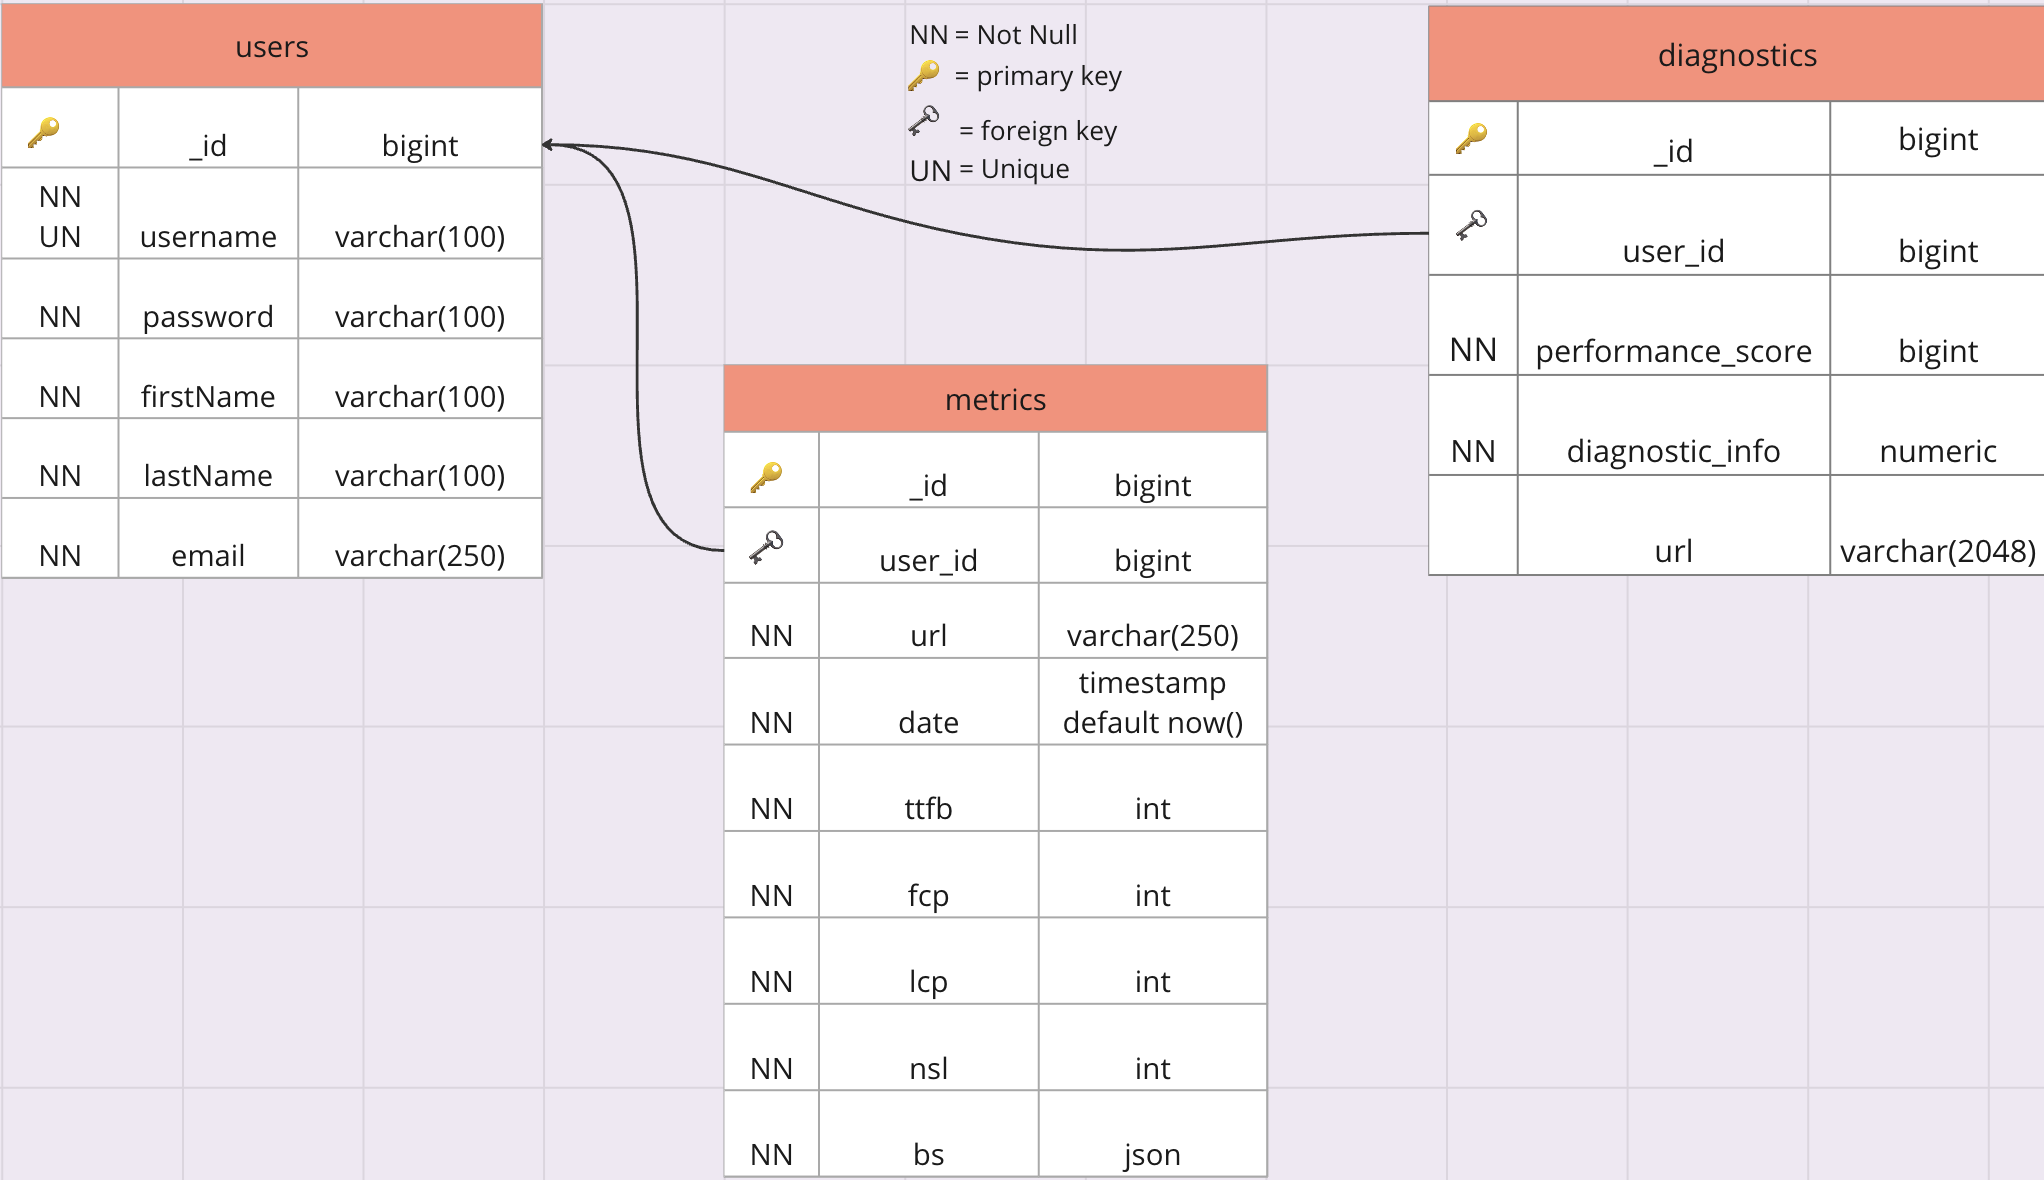 users
_id bigint
NN
UN username varchar(100)
NN password varchar(100)
NN firstName varchar(100)
NN lastName varchar(100)
NN email varchar(250)
NN = Not Null
= primary key
= foreign key
UN = Unique
metrics
_id bigint
user_id bigint
NN url varchar(250)
timestamp
NN date default now()
NN ttfb int
NN fcp int
NN lcp int
NN nsl int
NN bs json
diagnostics
_id bigint
user_id bigint
NN performance_score bigint
NN diagnostic_info numeric
url varchar(2048)